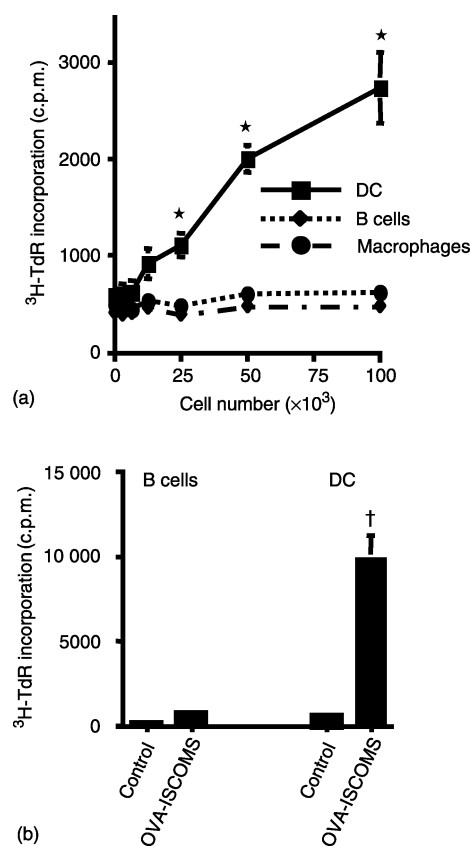 3000
2000
1000
0
³H-TdR incorporation (c.p.m.)
★
★
★
DC
B cells
Macrophages
0 25 50 75 100
Cell number (×10³)
(a)
15 000
10 000
5000
0
³H-TdR incorporation (c.p.m.)
B cells DC
†
Control
OVA-ISCOMS
Control
OVA-ISCOMS
(b)